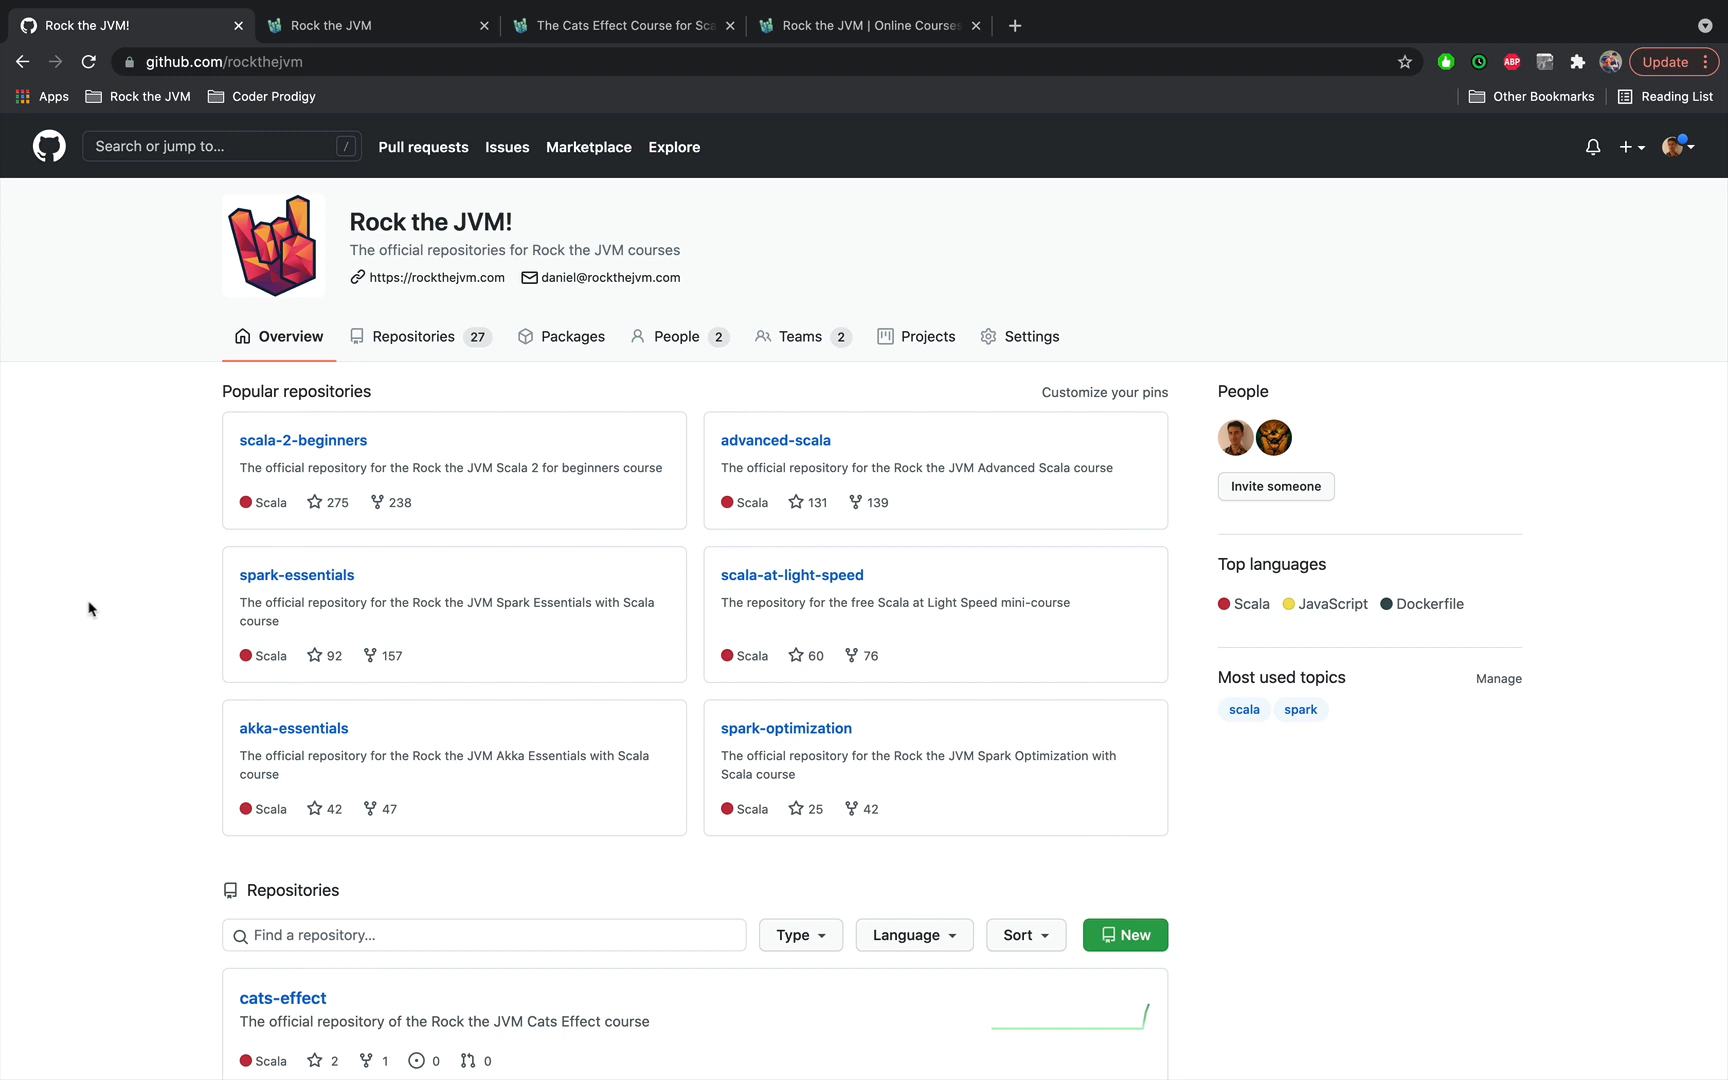 Rock the JVM!
Rock the JVM
The Cats Effect Course for Sca
Rock the JVM | Online Courses
github.com/rockthejvm
ABP
Update
Apps
Rock the JVM
Coder Prodigy
Other Bookmarks
Reading List
Search or jump to...
/
Pull requests
Issues
Marketplace
Explore
Rock the JVM!
The official repositories for Rock the JVM courses
https://rockthejvm.com
daniel@rockthejvm.com
Overview
Repositories 27
Packages
People 2
Teams 2
Projects
Settings
Popular repositories
Customize your pins
scala-2-beginners
The official repository for the Rock the JVM Scala 2 for beginners course
Scala 275 238
advanced-scala
The official repository for the Rock the JVM Advanced Scala course
Scala 131 139
spark-essentials
The official repository for the Rock the JVM Spark Essentials with Scala
course
Scala 92 157
scala-at-light-speed
The repository for the free Scala at Light Speed mini-course
Scala 60 76
akka-essentials
The official repository for the Rock the JVM Akka Essentials with Scala
course
Scala 42 47
spark-optimization
The official repository for the Rock the JVM Spark Optimization with
Scala course
Scala 25 42
People
Invite someone
Top languages
Scala JavaScript Dockerfile
Most used topics
Manage
scala spark
Repositories
Find a repository...
Type
Language
Sort
New
cats-effect
The official repository of the Rock the JVM Cats Effect course
Scala 2 1 0 0